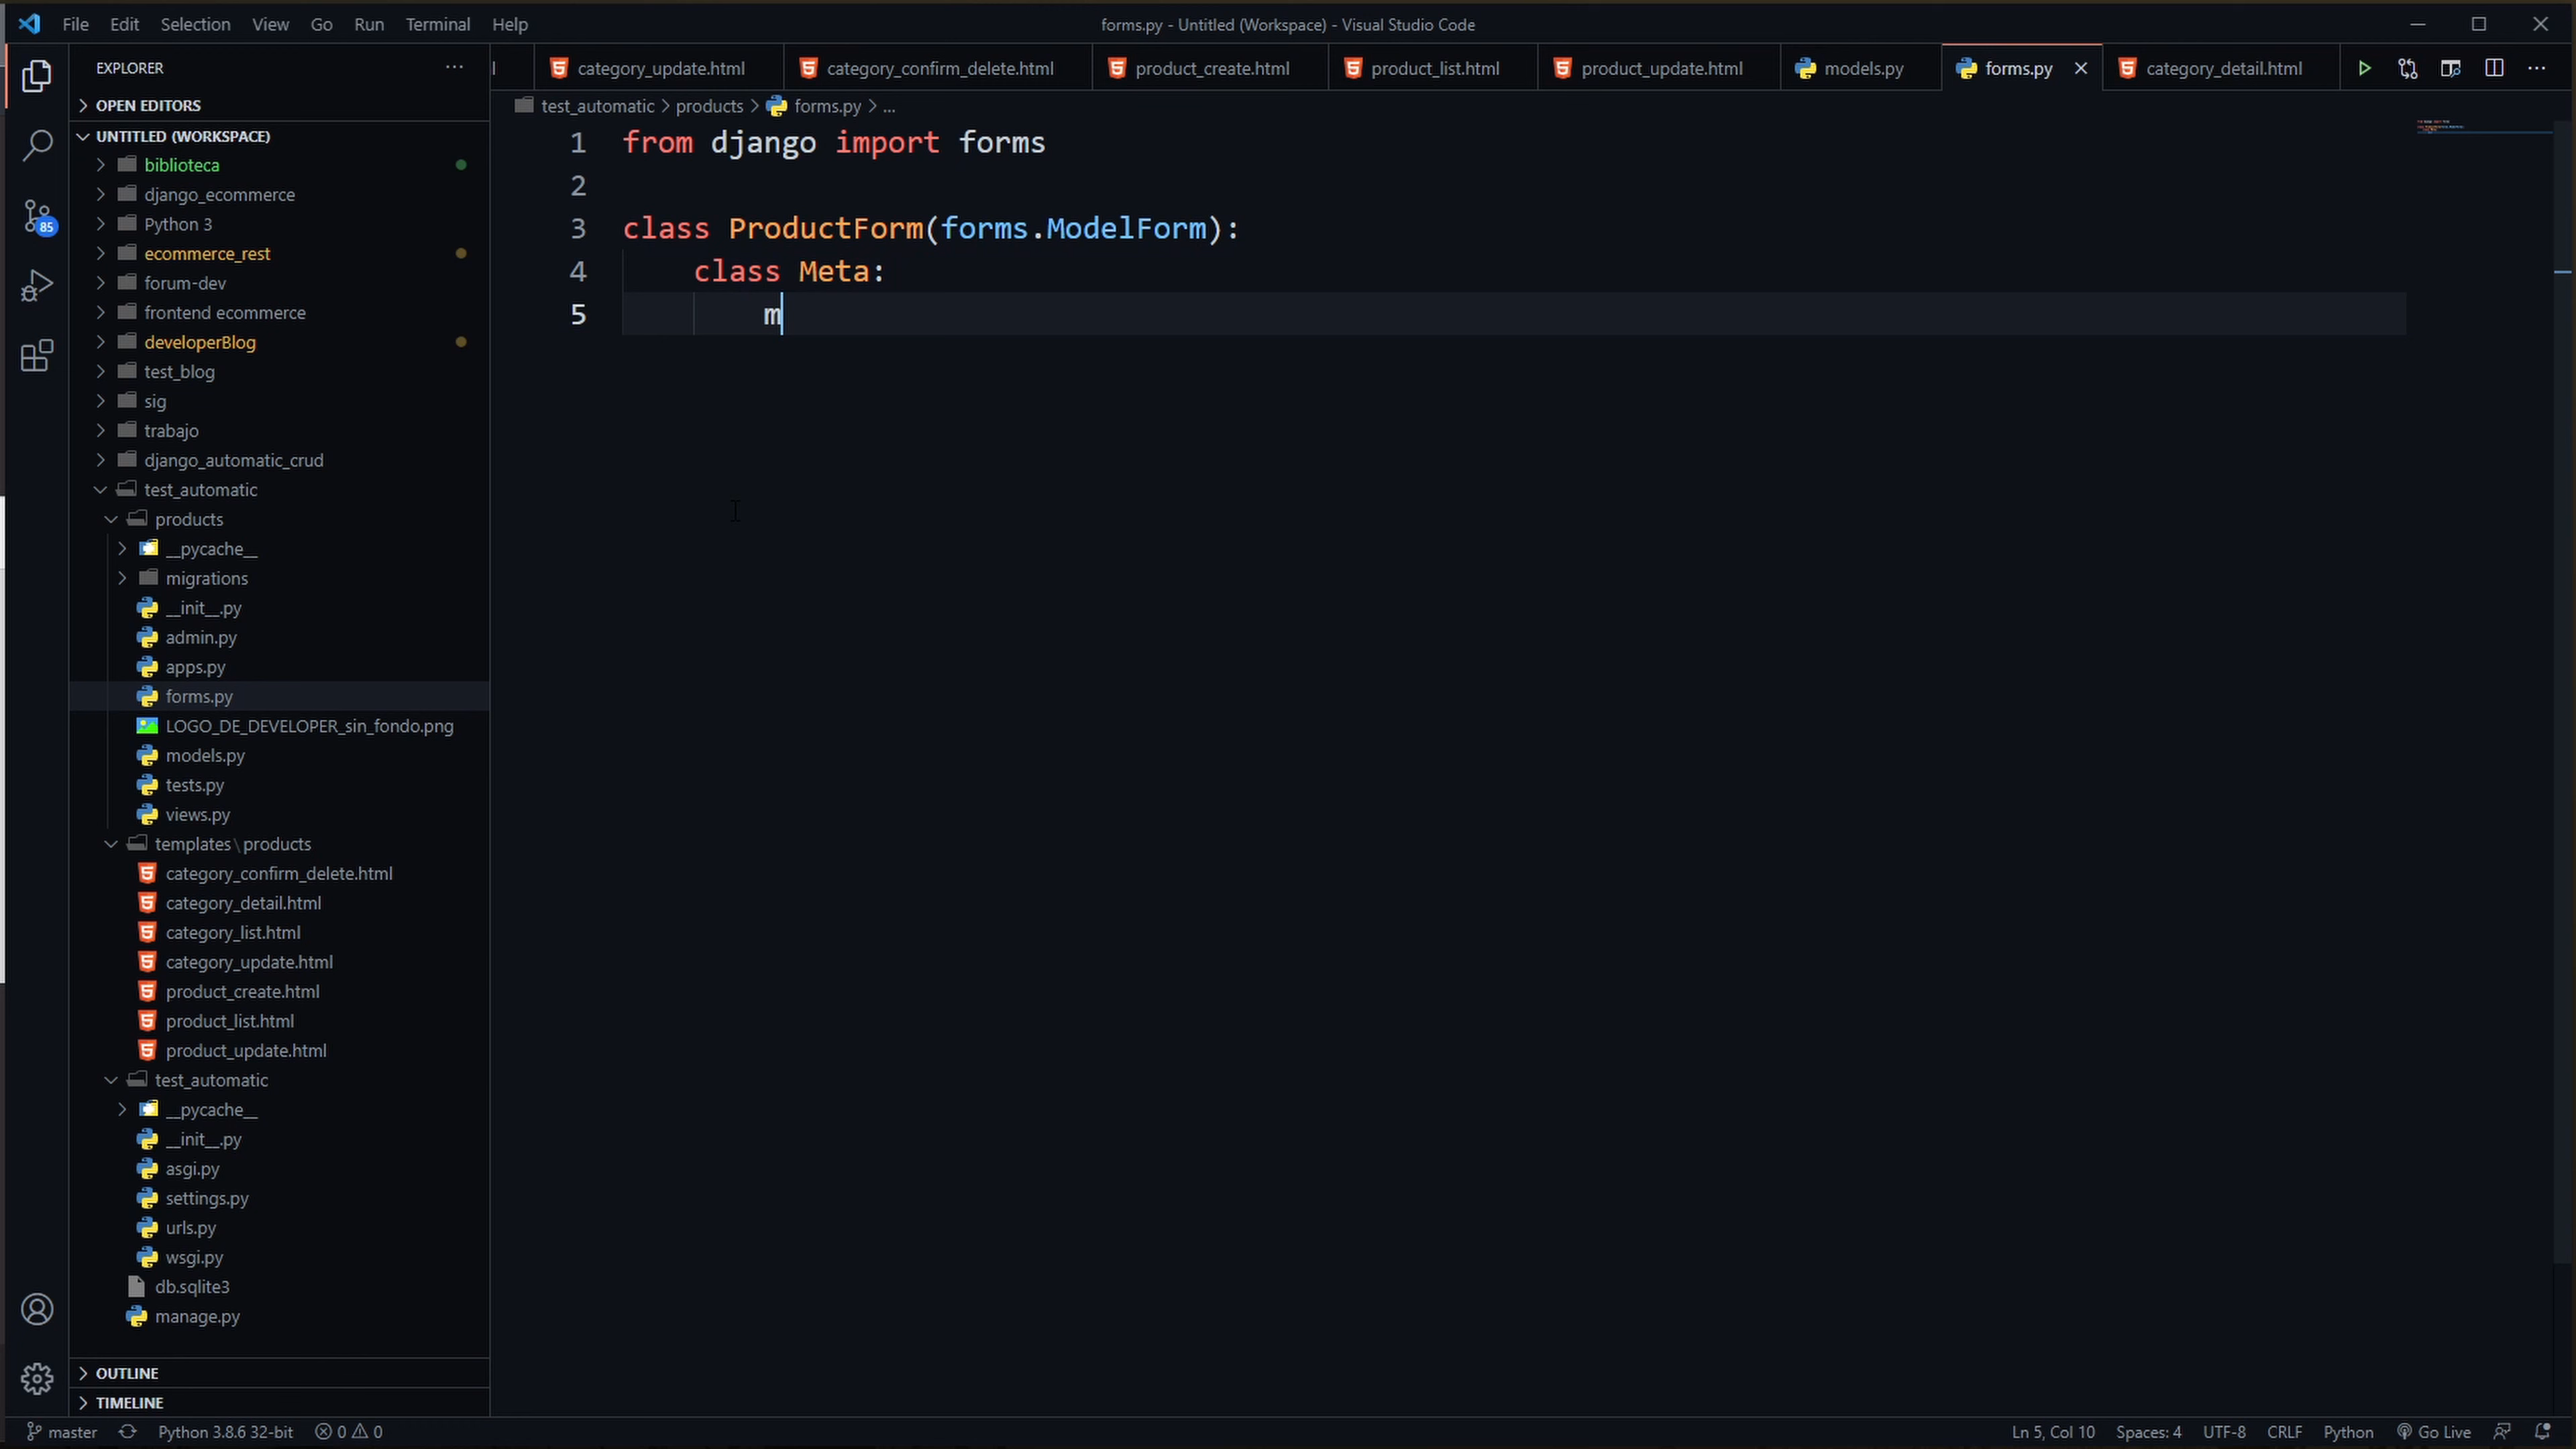 File Edit Selection View Go Run Terminal Help
forms.py - Untitled (Workspace) - Visual Studio Code
EXPLORER
category_update.html
category_confirm_delete.html
product_create.html
product_list.html
product_update.html
models.py
forms.py
category_detail.html
OPEN EDITORS
test_automatic > products > forms.py > ...
UNTITLED (WORKSPACE)
biblioteca
django_ecommerce
Python 3
ecommerce_rest
forum-dev
frontend ecommerce
developerBlog
test_blog
sig
trabajo
django_automatic_crud
test_automatic
products
__pycache__
migrations
__init__.py
admin.py
apps.py
forms.py
LOGO_DE_DEVELOPER_sin_fondo.png
models.py
tests.py
views.py
templates\products
category_confirm_delete.html
category_detail.html
category_list.html
category_update.html
product_create.html
product_list.html
product_update.html
test_automatic
__pycache__
__init__.py
asgi.py
settings.py
urls.py
wsgi.py
db.sqlite3
manage.py
OUTLINE
TIMELINE
85
1 from django import forms
2
3 class ProductForm(forms.ModelForm):
4 class Meta:
5 m
master Python 3.8.6 32-bit 0 0
Ln 5, Col 10 Spaces: 4 UTF-8 CRLF Python Go Live